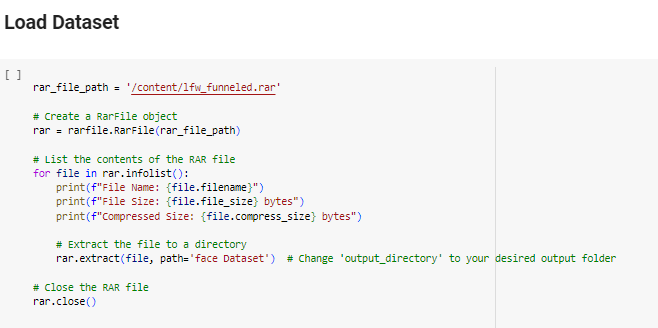 Load Dataset
[ ]
rar_file_path = '/content/lfw_funneled.rar'
# Create a RarFile object
rar = rarfile.RarFile(rar_file_path)
# List the contents of the RAR file
for file in rar.infolist():
    print(f"File Name: {file.filename}")
    print(f"File Size: {file.file_size} bytes")
    print(f"Compressed Size: {file.compress_size} bytes")
    # Extract the file to a directory
    rar.extract(file, path='face Dataset')  # Change 'output_directory' to your desired output folder
# Close the RAR file
rar.close()